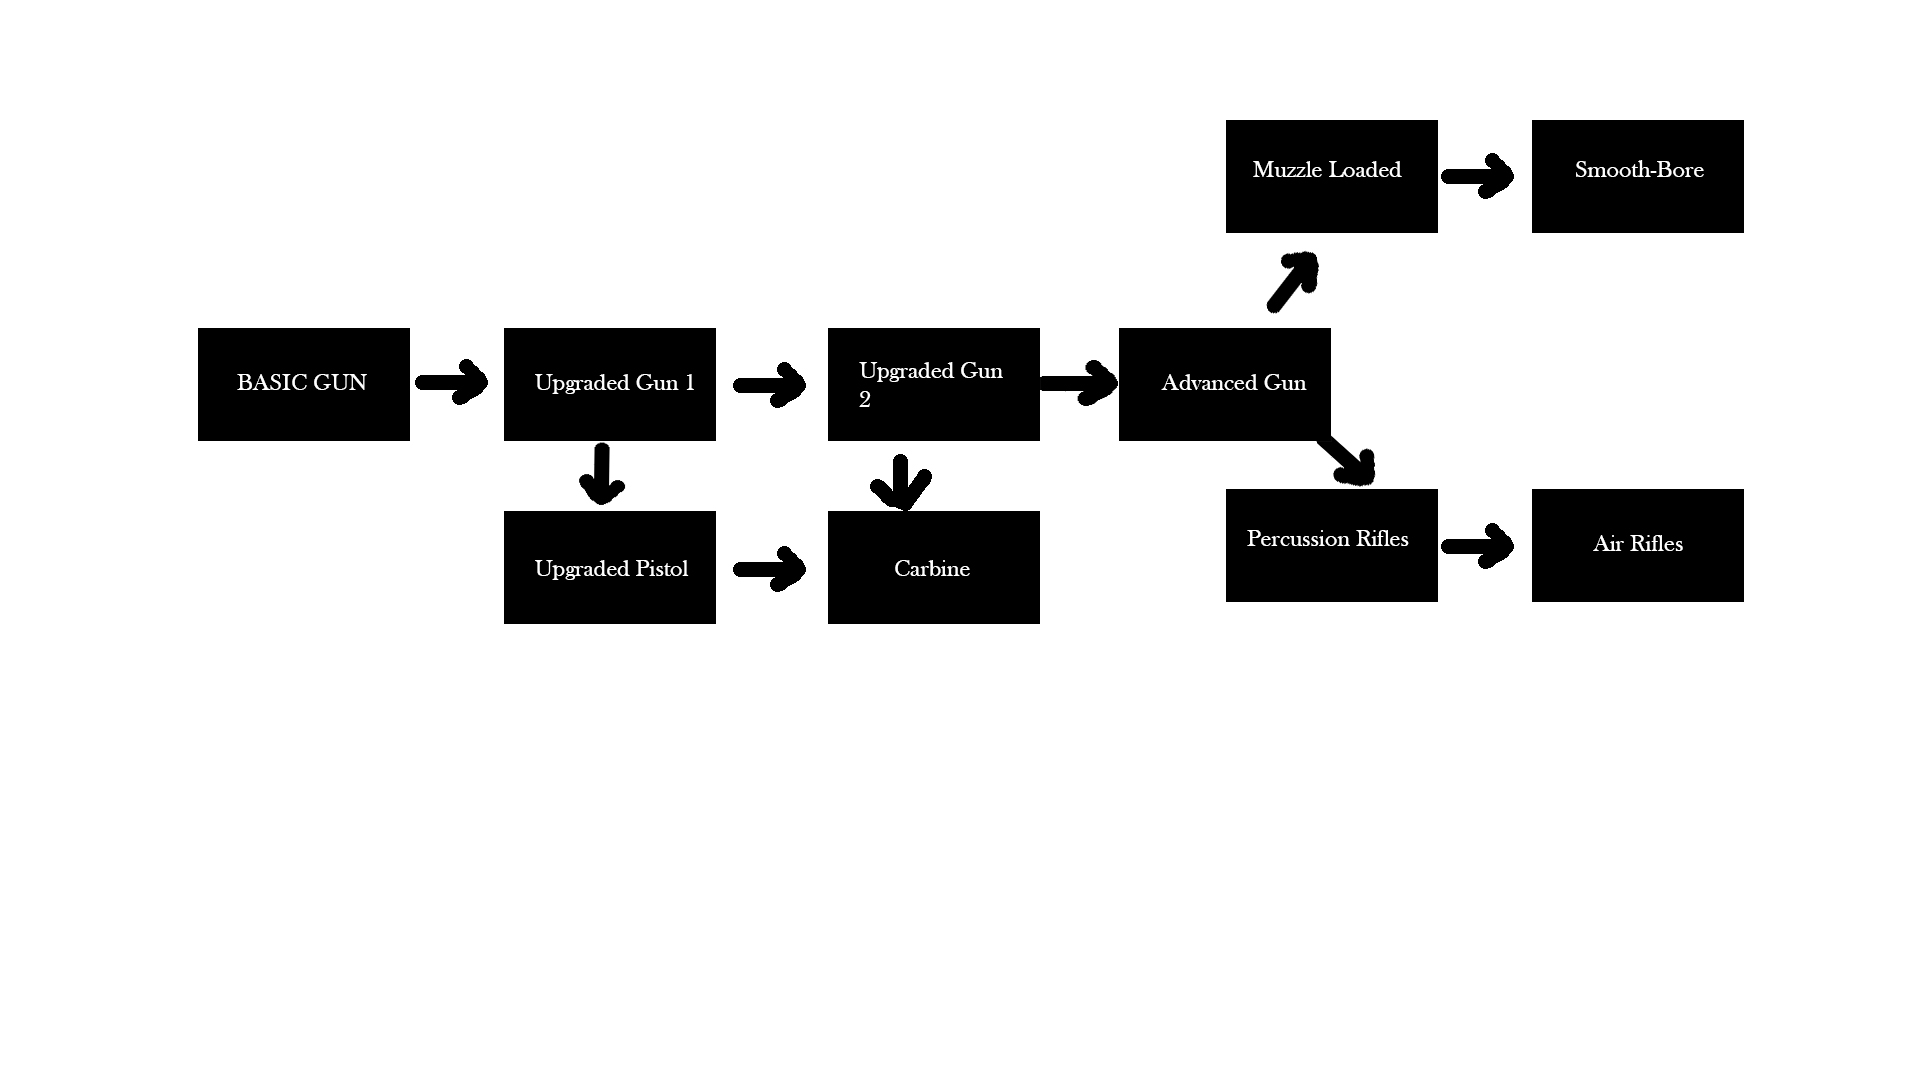 Muzzle Loaded
Smooth-Bore
BASIC GUN
Upgraded Gun 1
Upgraded Gun
2
Advanced Gun
Upgraded Pistol
Carbine
Percussion Rifles
Air Rifles